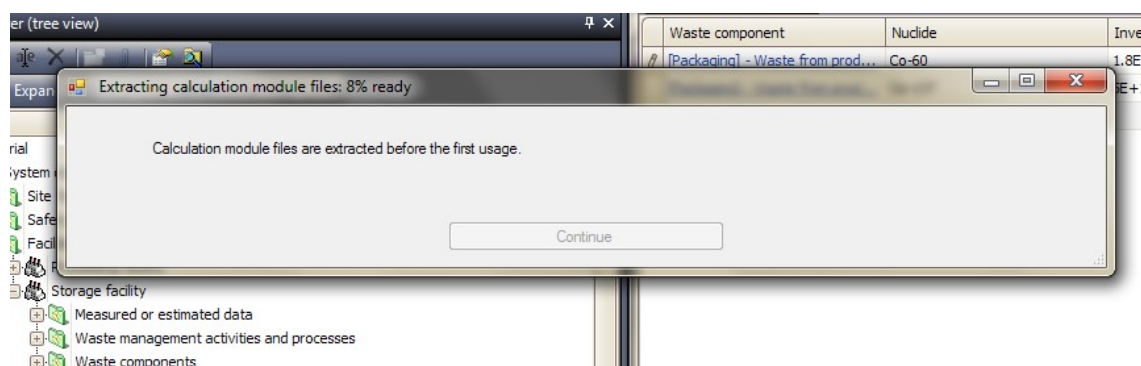 er (tree view)
Waste component
Nuclide
Inve
[Packaging] - Waste from prod...
Co-60
1.8E
Expan
Extracting calculation module files: 8% ready
5E+
Calculation module files are extracted before the first usage.
rial
System
Site
Safe
Facil
Continue
Storage facility
Measured or estimated data
Waste management activities and processes
Waste components